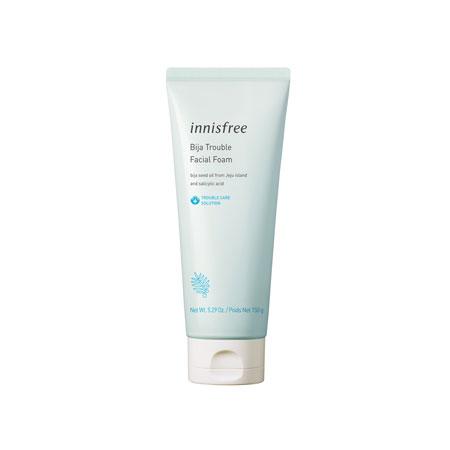 innisfree
Bija Trouble
Facial Foam
bija seed oil from Jeju island
and salicylic acid
TROUBLE CARE
SOLUTION
Net Wt. 5.29 Oz. / Poids Net 150 g